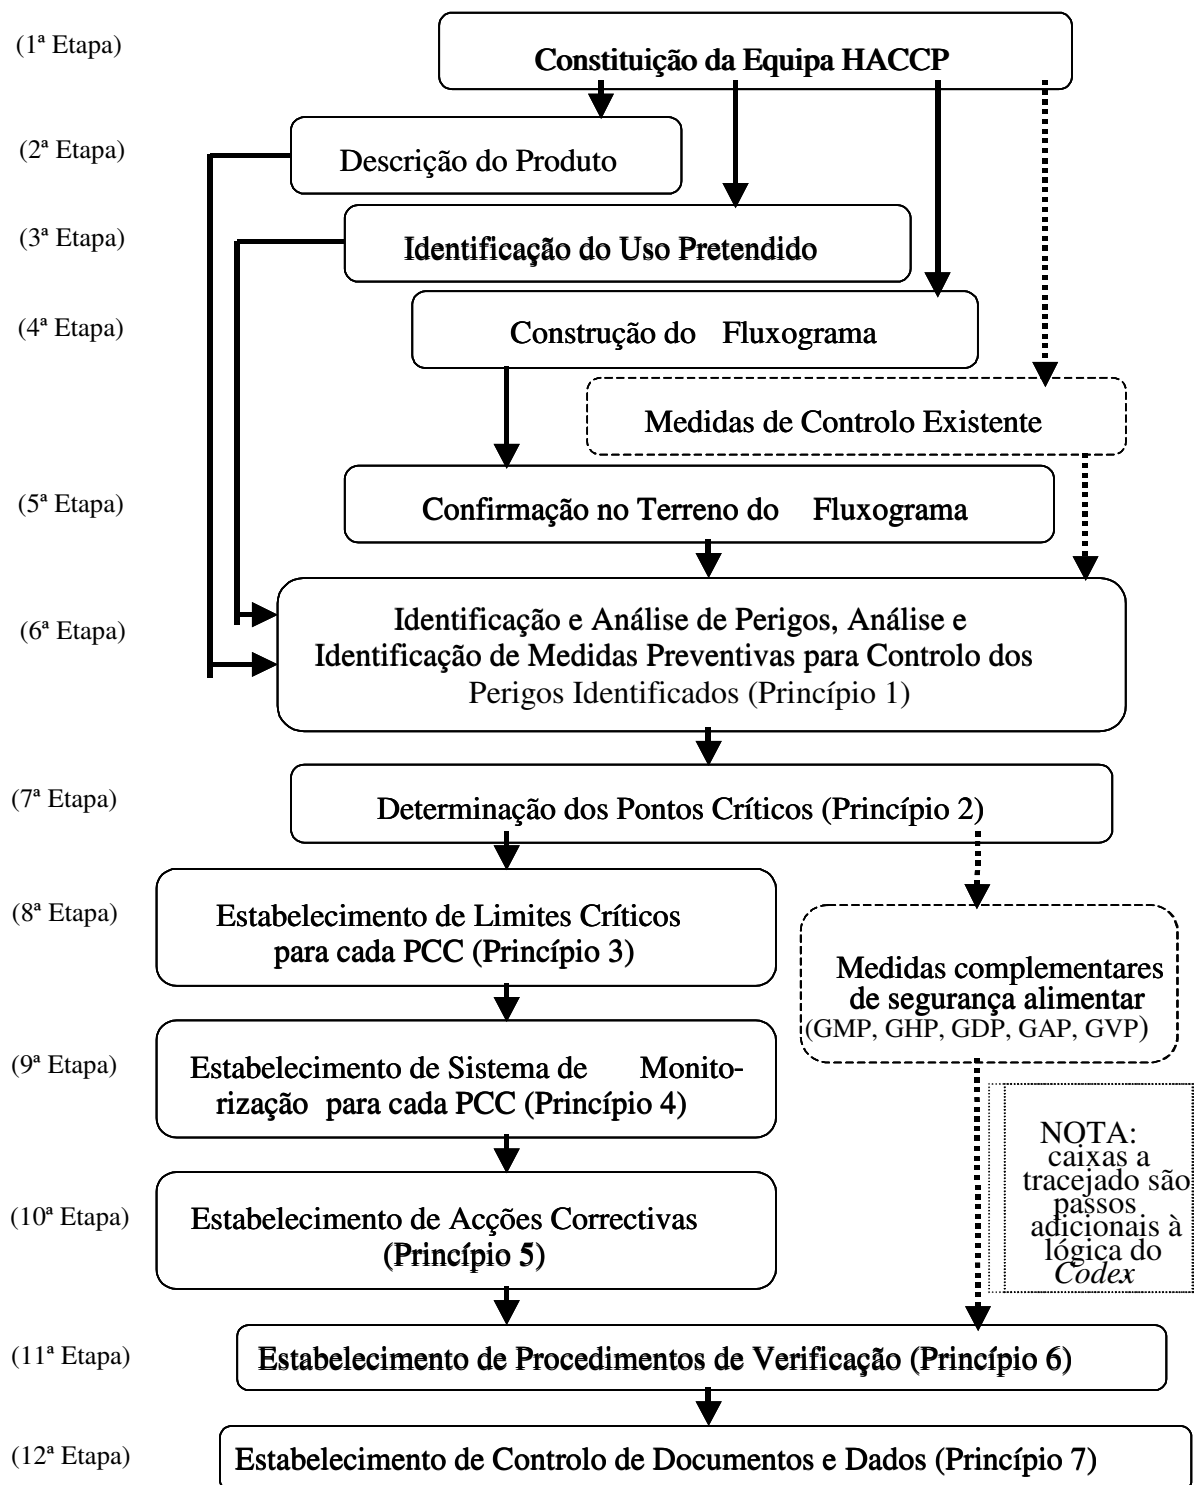 (1ª Etapa)
Constituição da Equipa HACCP
(2ª Etapa)
Descrição do Produto
(3ª Etapa)
Identificação do Uso Pretendido
(4ª Etapa)
Construção do Fluxograma
Medidas de Controlo Existente
(5ª Etapa)
Confirmação no Terreno do Fluxograma
(6ª Etapa)
Identificação e Análise de Perigos, Análise e
Identificação de Medidas Preventivas para Controlo dos
Perigos Identificados (Princípio 1)
(7ª Etapa)
Determinação dos Pontos Críticos (Princípio 2)
(8ª Etapa)
Estabelecimento de Limites Críticos
para cada PCC (Princípio 3)
Medidas complementares
de segurança alimentar
(GMP, GHP, GDP, GAP, GVP)
(9ª Etapa)
Estabelecimento de Sistema de Monito-
rização para cada PCC (Princípio 4)
NOTA:
caixas a
tracejado são
passos
adicionais à
lógica do
Codex
(10ª Etapa)
Estabelecimento de Acções Correctivas
(Princípio 5)
(11ª Etapa)
Estabelecimento de Procedimentos de Verificação (Princípio 6)
(12ª Etapa)
Estabelecimento de Controlo de Documentos e Dados (Princípio 7)